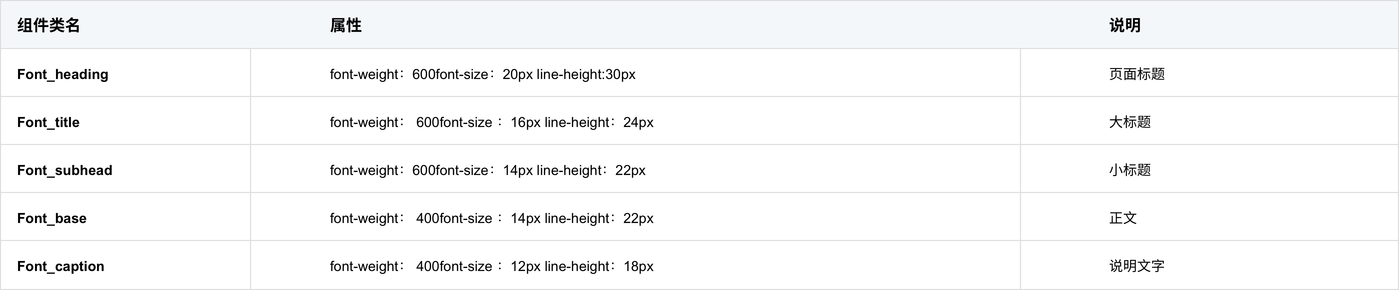 组件类名 属性 说明
Font_heading font-weight：600font-size：20px line-height:30px 页面标题
Font_title font-weight： 600font-size ：16px line-height：24px 大标题
Font_subhead font-weight：600font-size：14px line-height：22px 小标题
Font_base font-weight： 400font-size ：14px line-height：22px 正文
Font_caption font-weight： 400font-size ：12px line-height：18px 说明文字